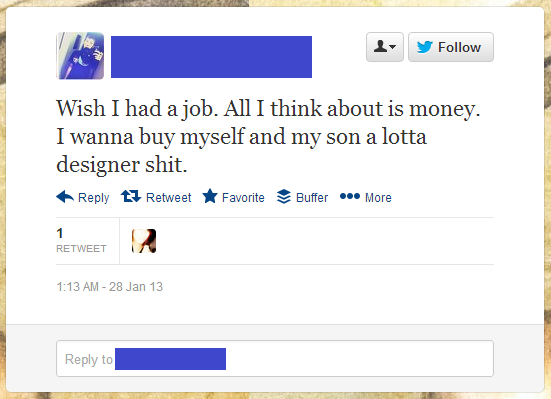 Follow
Wish I had a job. All I think about is money.
I wanna buy myself and my son a lotta
designer shit.
Reply Retweet Favorite Buffer More
1
RETWEET
1:13 AM - 28 Jan 13
Reply to